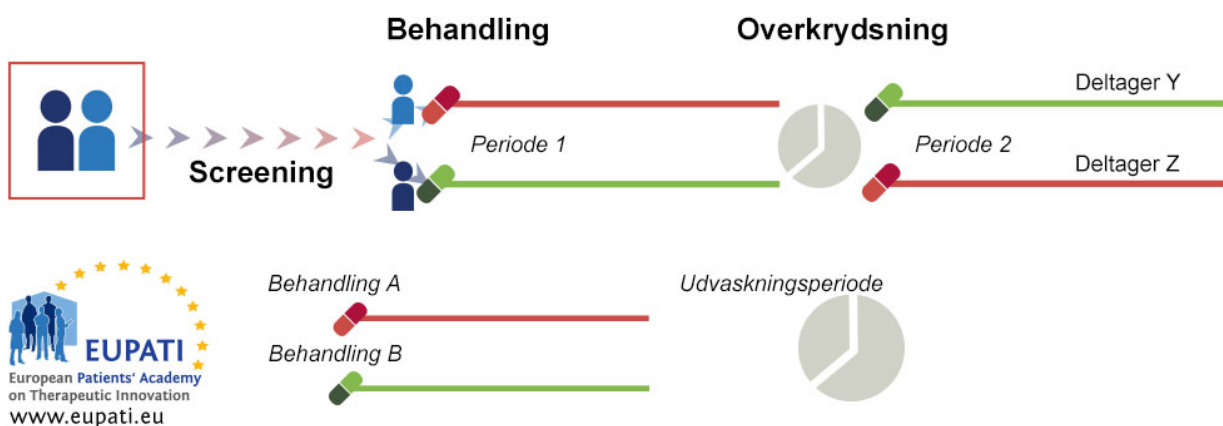 Behandling
Overkrydsning
Deltager Y
Periode 1
Periode 2
Screening
Deltager Z
Behandling A
Udvaskningsperiode
Behandling B
EUPATI
European Patients' Academy
on Therapeutic Innovation
www.eupati.eu